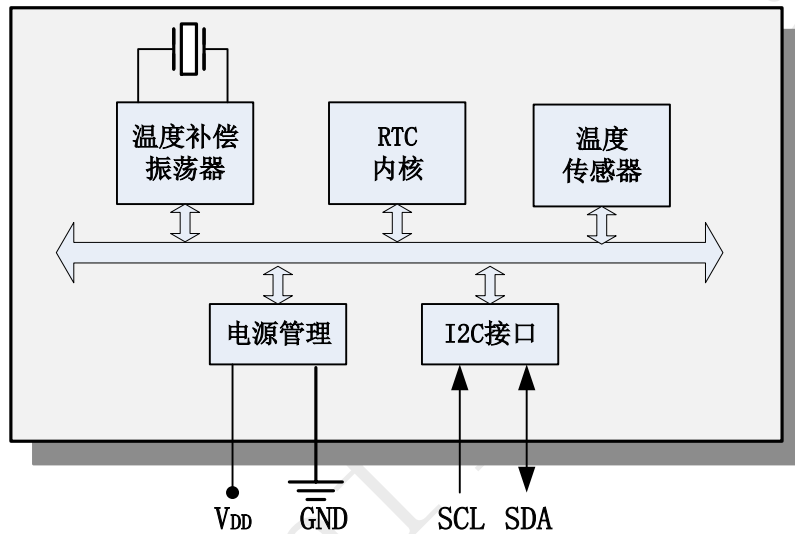 温度补偿
振荡器
RTC
内核
温度
传感器
电源管理
I2C接口
VDD
GND
SCL
SDA